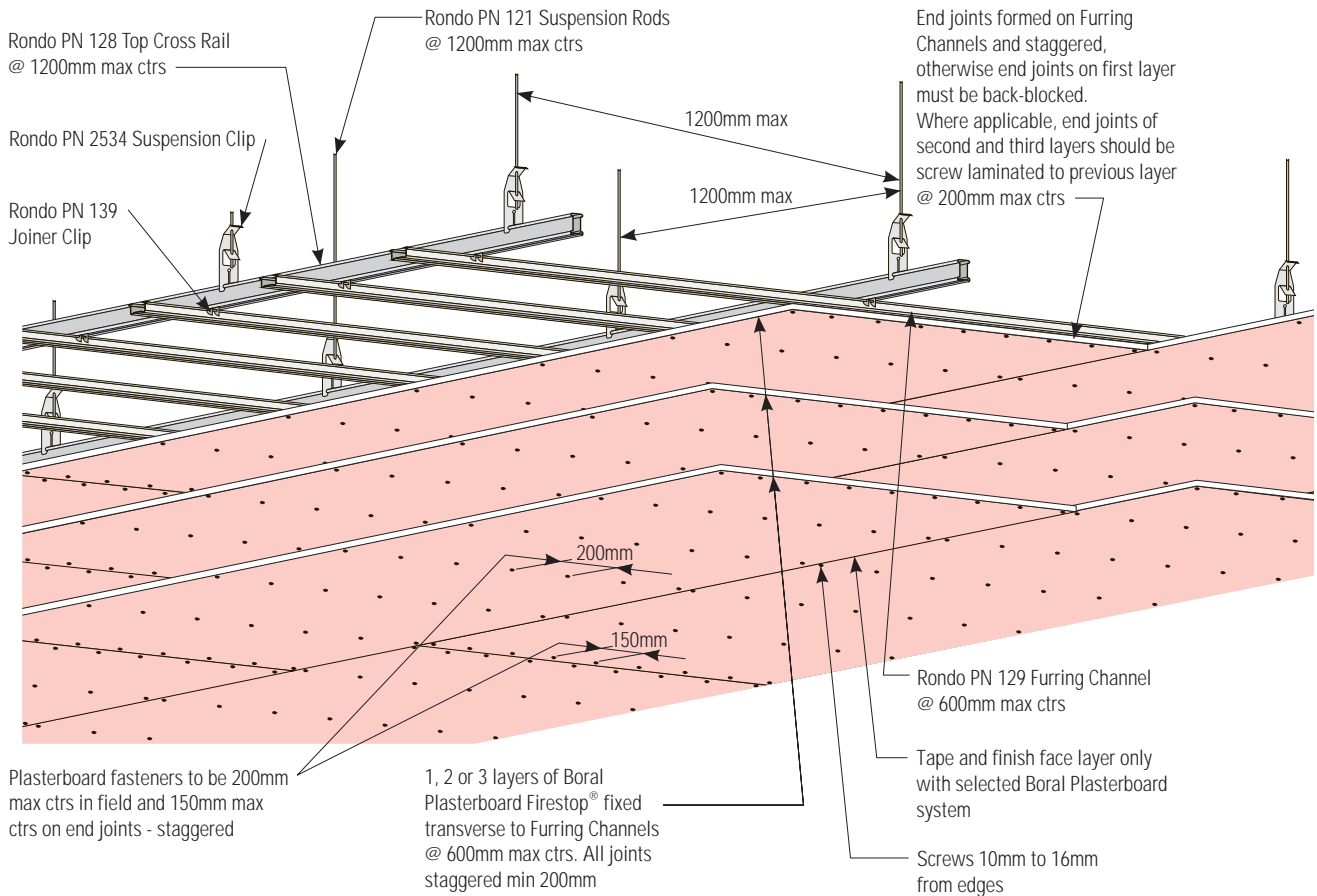 Rondo PN 128 Top Cross Rail
@ 1200mm max ctrs
Rondo PN 121 Suspension Rods
@ 1200mm max ctrs
End joints formed on Furring
Channels and staggered,
otherwise end joints on first layer
must be back-blocked.
Where applicable, end joints of
second and third layers should be
screw laminated to previous layer
@ 200mm max ctrs
1200mm max
1200mm max
Rondo PN 2534 Suspension Clip
Rondo PN 139
Joiner Clip
200mm
150mm
Rondo PN 129 Furring Channel
@ 600mm max ctrs
Tape and finish face layer only
with selected Boral Plasterboard
system
Screws 10mm to 16mm
from edges
Plasterboard fasteners to be 200mm
max ctrs in field and 150mm max
ctrs on end joints - staggered
1, 2 or 3 layers of Boral
Plasterboard Firestop® fixed
transverse to Furring Channels
@ 600mm max ctrs. All joints
staggered min 200mm